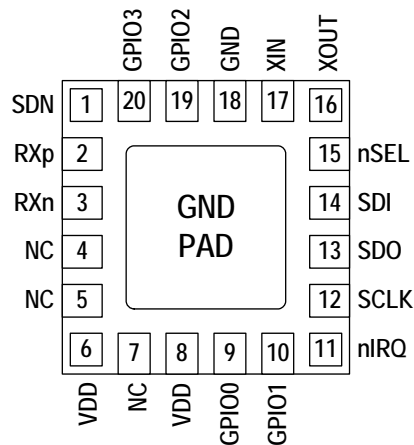 GPIO3 GPIO2 GND XIN XOUT
SDN 1 20 19 18 17 16
RXp 2 15 nSEL
RXn 3 GND 14 SDI
NC 4 PAD 13 SDO
NC 5 12 SCLK
6 7 8 9 10 11 nIRQ
VDD NC VDD GPIO0 GPIO1